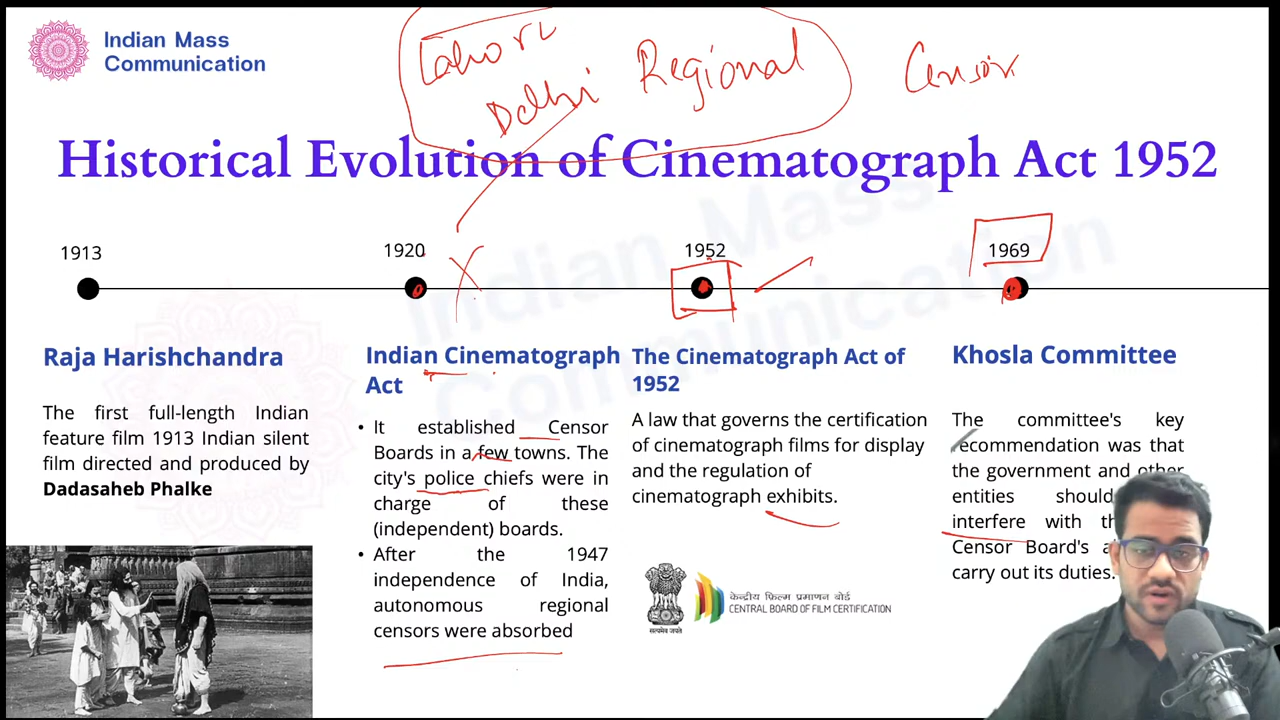 Indian Mass
Communication
Lahore
Delhi Regional
Censor
Historical Evolution of Cinematograph Act 1952
1913
1920
1952
1969
Raja Harishchandra
The first full-length Indian
feature film 1913 Indian silent
film directed and produced by
Dadasaheb Phalke
Indian Cinematograph
Act
• It established Censor
Boards in a few towns. The
city's police chiefs were in
charge of these
(independent) boards.
• After the 1947
independence of India,
autonomous regional
censors were absorbed
The Cinematograph Act of
1952
A law that governs the certification
of cinematograph films for display
and the regulation of
cinematograph exhibits.
सत्यमेव जयते
केन्द्रीय फिल्म प्रमाणन बोर्ड
CENTRAL BOARD OF FILM CERTIFICATION
Khosla Committee
The committee's key
recommendation was that
the government and other
entities should
interfere with
Censor Board's
carry out its duties.
Indian Mass
Communication